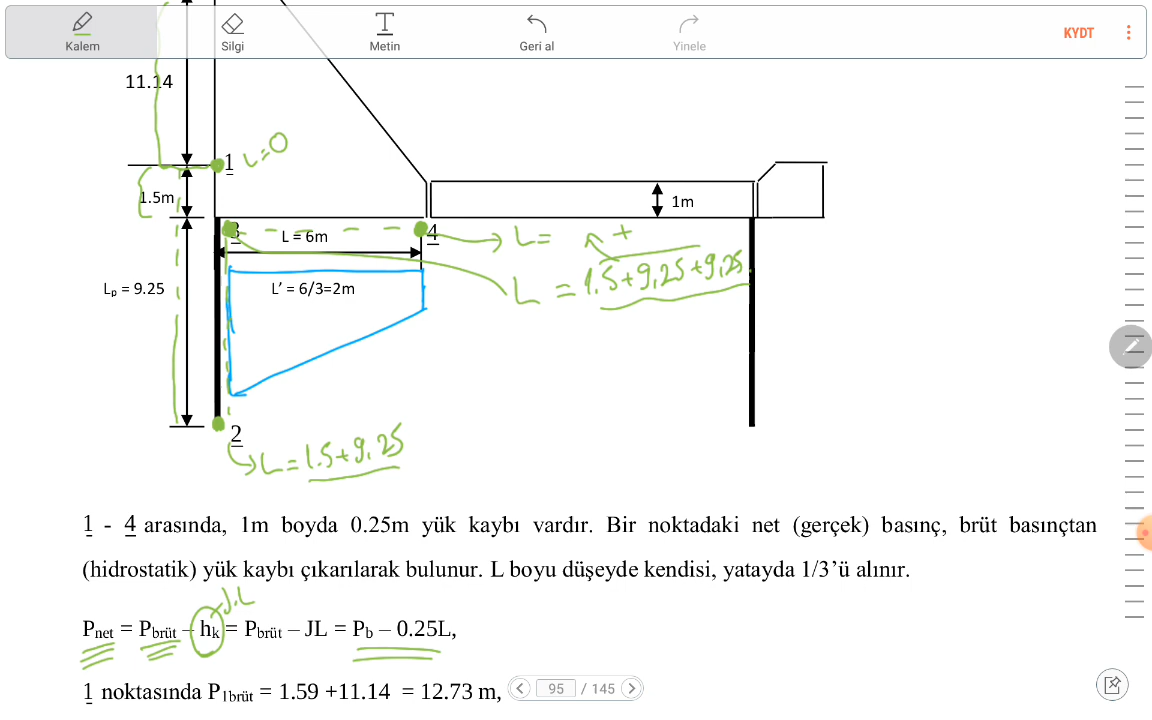 Kalem
Silgi
Metin
Geri al
Yinele
KYDT
11.14
1
L=0
1.5m
1m
3
L = 6m
4
L=
+
L = 1.5+9,25+9,25
Lₚ = 9.25
L’ = 6/3=2m
2
L=1.5+9,25
1 - 4 arasında, 1m boyda 0.25m yük kaybı vardır. Bir noktadaki net (gerçek) basınç, brüt basınçtan
(hidrostatik) yük kaybı çıkarılarak bulunur. L boyu düşeyde kendisi, yatayda 1/3’ü alınır.
J.L
Pnet = Pbrüt – hk = Pbrüt – JL = Pb – 0.25L,
1 noktasında P1brüt = 1.59 +11.14 = 12.73 m,
95 / 145